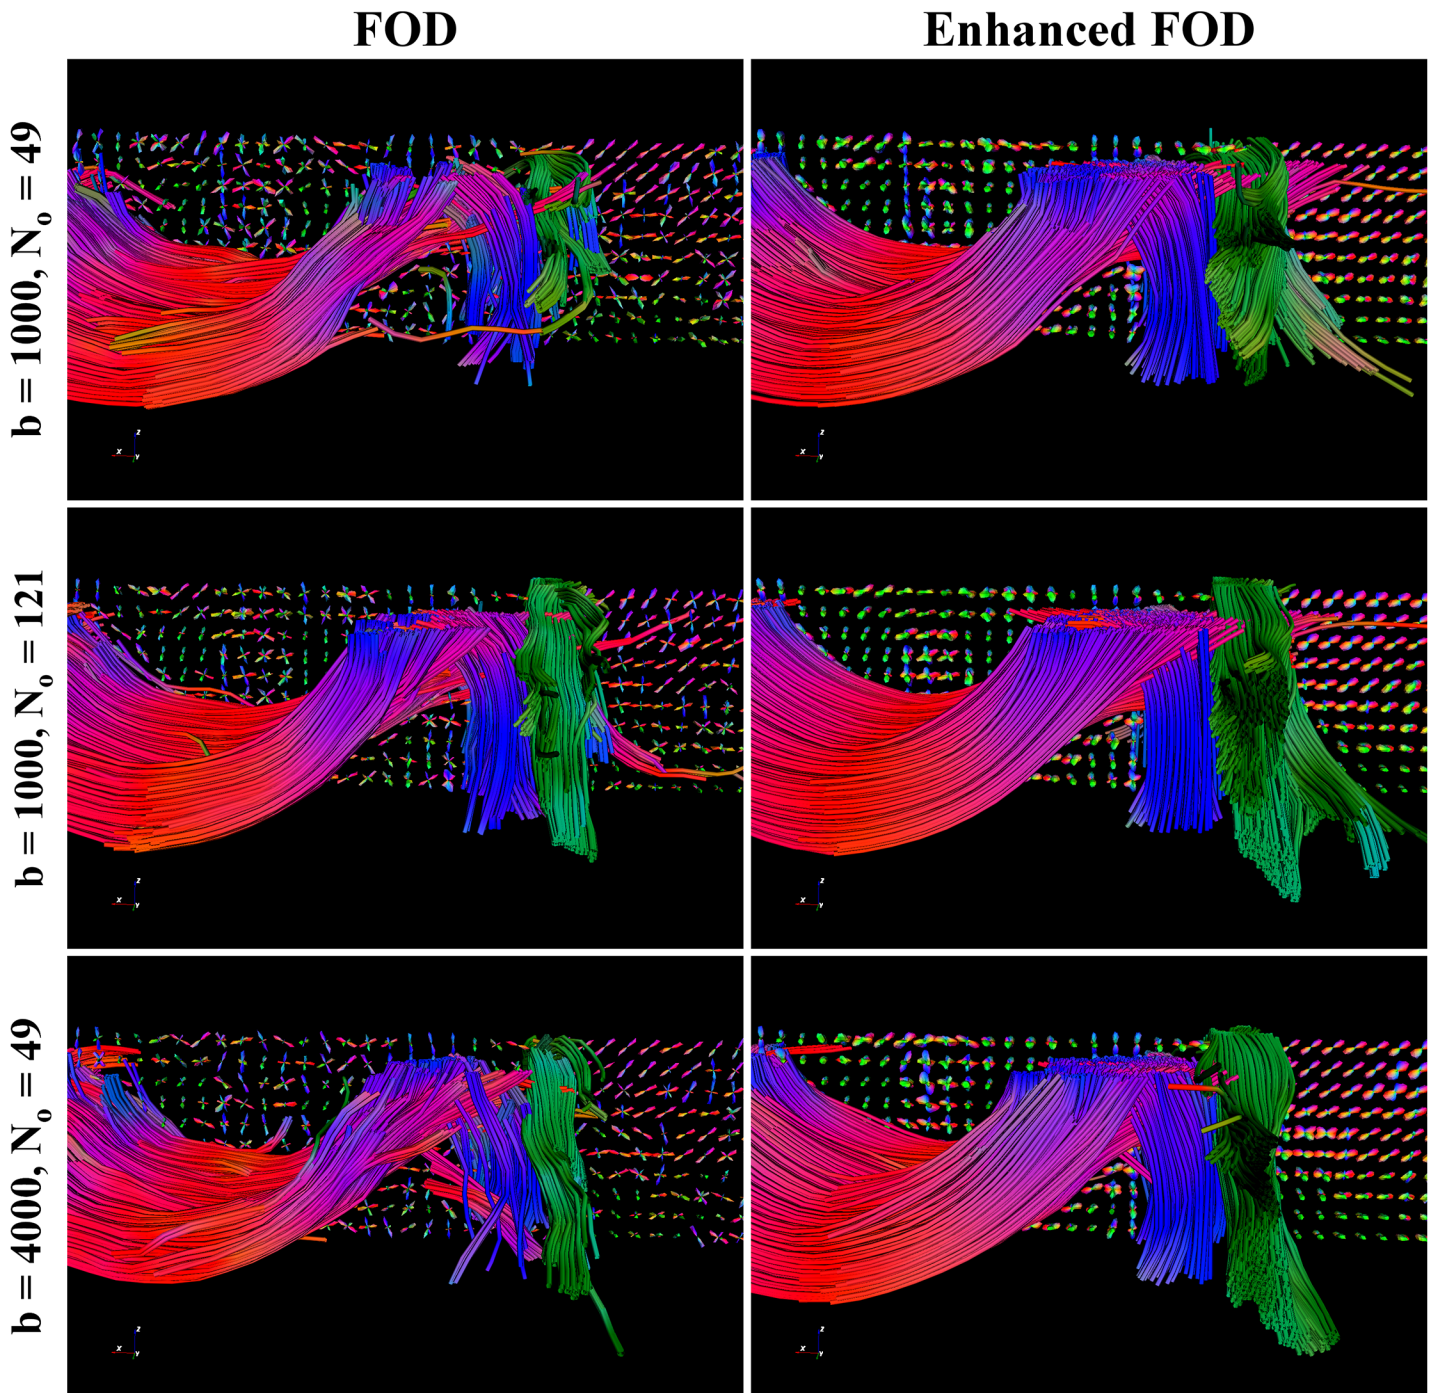 FOD
Enhanced FOD
b = 1000, Nₒ = 49
z
x
y
z
x
y
b = 1000, Nₒ = 121
z
x
y
z
x
y
b = 4000, Nₒ = 49
z
x
y
z
x
y